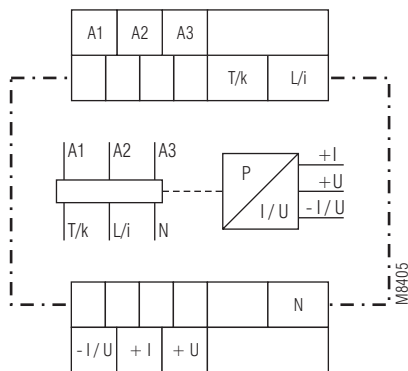 A1 A2 A3
T/k L/i
A1 A2 A3
T/k L/i N
P
I / U
+I
+U
-I/U
M8405
N
-I/U +I +U